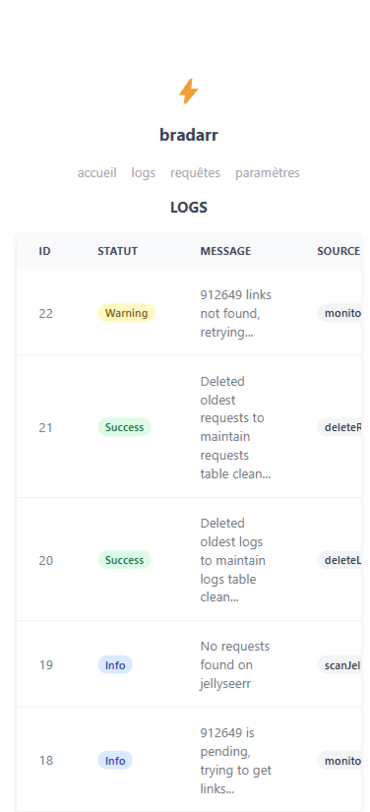 bradarr
accueil logs requêtes paramètres
LOGS
ID STATUT MESSAGE SOURCE
22 Warning 912649 links
not found,
retrying... monito
21 Success Deleted
oldest
requests to
maintain
requests
table clean... deleteR
20 Success Deleted
oldest logs
to maintain
logs table
clean... deleteL
19 Info No requests
found on
jellyseerr scanJel
18 Info 912649 is
pending,
trying to get
links... monito